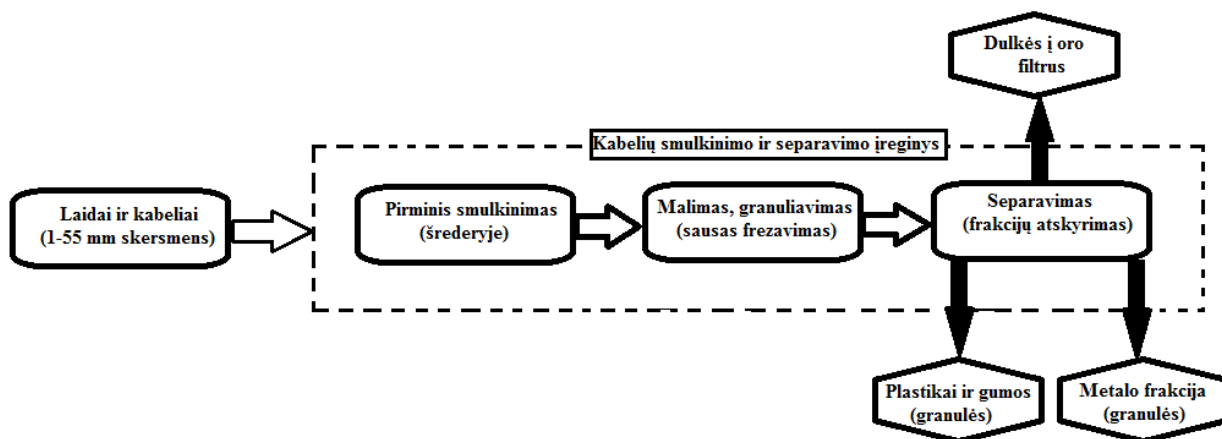 Dulkės į oro
filtrus
Kabelių smulkinimo ir separavimo įreginys
Laidai ir kabeliai
(1-55 mm skersmens)
Pirminis smulkinimas
(šrederyje)
Malimas, granuliavimas
(sausas frezavimas)
Separavimas
(frakcijų atskyrimas)
Plastikai ir gumos
(granulės)
Metalo frakcija
(granulės)